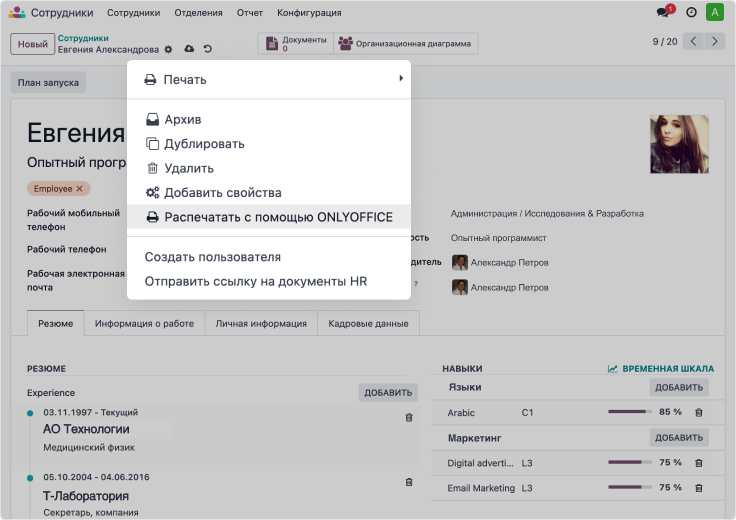 Сотрудники Сотрудники Отделения Отчет Конфигурация 1 A
Новый Сотрудники
Евгения Александрова
Документы
0
Организационная диаграмма
9 / 20
План запуска
Печать
Архив
Дублировать
Удалить
Добавить свойства
Распечатать с помощью ONLYOFFICE
Создать пользователя
Отправить ссылку на документы HR
Евгения
Опытный прогр
Employee ×
Рабочий мобильный
телефон
Рабочий телефон
Рабочая электронная
почта
Администрация / Исследования & Разработка
ость Опытный программист
дитель Александр Петров
? Александр Петров
Резюме Информация о работе Личная информация Кадровые данные
РЕЗЮМЕ
Experience ДОБАВИТЬ
03.11.1997 - Текущий
АО Технологии
Медицинский физик
05.10.2004 - 04.06.2016
Т-Лаборатория
Секретарь, компания
НАВЫКИ ВРЕМЕННАЯ ШКАЛА
Языки ДОБАВИТЬ
Arabic C1 85 %
Маркетинг ДОБАВИТЬ
Digital adverti... L3 75 %
Email Marketing L3 75 %